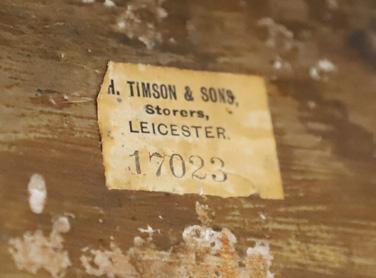 H. TIMSON & SONS,
Storers,
LEICESTER.
17023